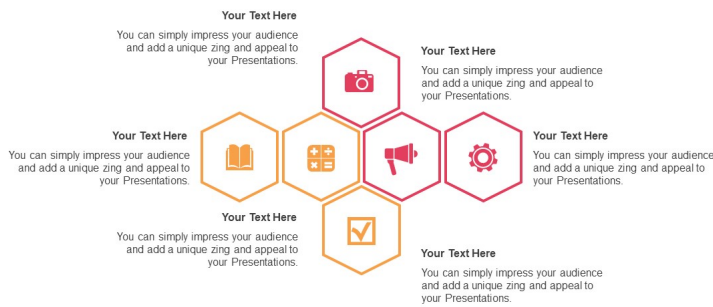 Your Text Here
You can simply impress your audience
and add a unique zing and appeal to
your Presentations.
Your Text Here
You can simply impress your audience
and add a unique zing and appeal to
your Presentations.
Your Text Here
You can simply impress your audience
and add a unique zing and appeal to
your Presentations.
Your Text Here
You can simply impress your audience
and add a unique zing and appeal to
your Presentations.
Your Text Here
You can simply impress your audience
and add a unique zing and appeal to
your Presentations.
Your Text Here
You can simply impress your audience
and add a unique zing and appeal to
your Presentations.